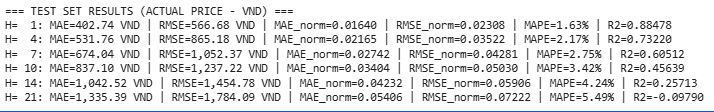 === TEST SET RESULTS (ACTUAL PRICE - VND) ===
H=  1: MAE=402.74 VND | RMSE=566.68 VND | MAE_norm=0.01640 | RMSE_norm=0.02308 | MAPE=1.63% | R2=0.88478
H=  4: MAE=531.76 VND | RMSE=865.18 VND | MAE_norm=0.02165 | RMSE_norm=0.03522 | MAPE=2.17% | R2=0.73220
H=  7: MAE=674.04 VND | RMSE=1,052.37 VND | MAE_norm=0.02742 | RMSE_norm=0.04281 | MAPE=2.75% | R2=0.60512
H= 10: MAE=837.10 VND | RMSE=1,237.22 VND | MAE_norm=0.03404 | RMSE_norm=0.05030 | MAPE=3.42% | R2=0.45639
H= 14: MAE=1,042.52 VND | RMSE=1,454.78 VND | MAE_norm=0.04232 | RMSE_norm=0.05906 | MAPE=4.24% | R2=0.25713
H= 21: MAE=1,335.39 VND | RMSE=1,784.09 VND | MAE_norm=0.05406 | RMSE_norm=0.07222 | MAPE=5.49% | R2=-0.09790